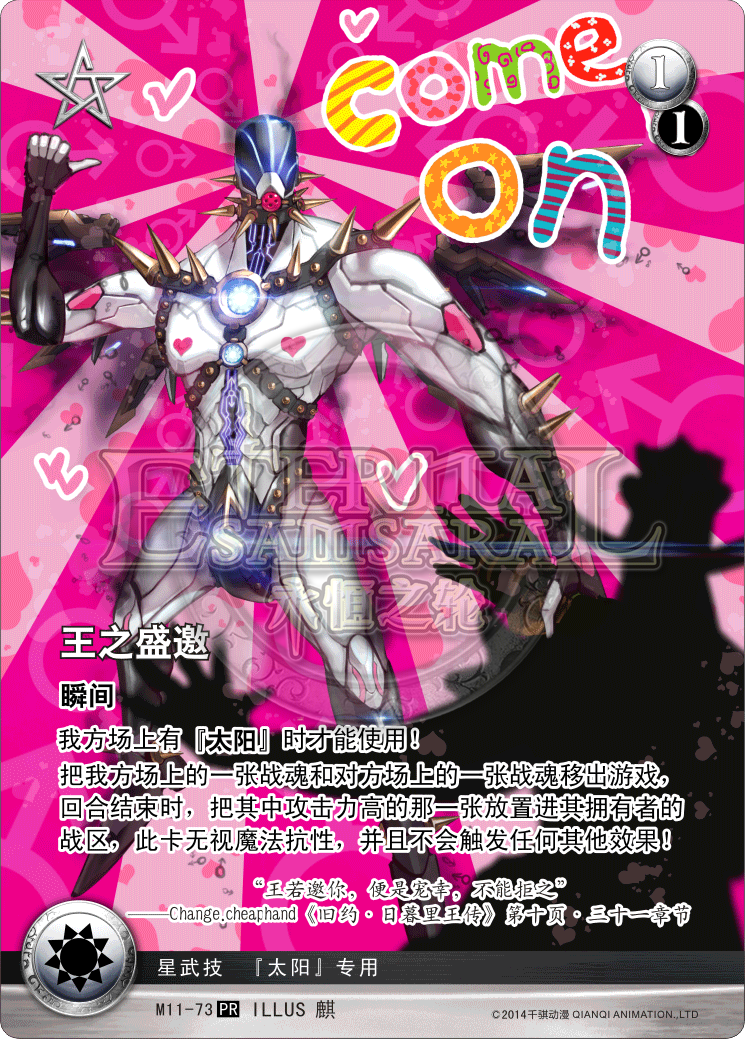 Come
on
1
1
ETERNAL
SAMSARA
永恒之轮
王之盛邀
瞬间
我方场上有『太阳』时才能使用！
把我方场上的一张战魂和对方场上的一张战魂移出游戏，
回合结束时，把其中攻击力高的那一张放置进其拥有者的
战区，此卡无视魔法抗性，并且不会触发任何其他效果！
“王若邀你，便是宠幸，不能拒之”
——Change.cheaphand《旧约·日暮里王传》第十页·三十一章节
星武技 『太阳』专用
M11-73 PR ILLUS 麒
©2014千骐动漫 QIANQI ANIMATION.,LTD